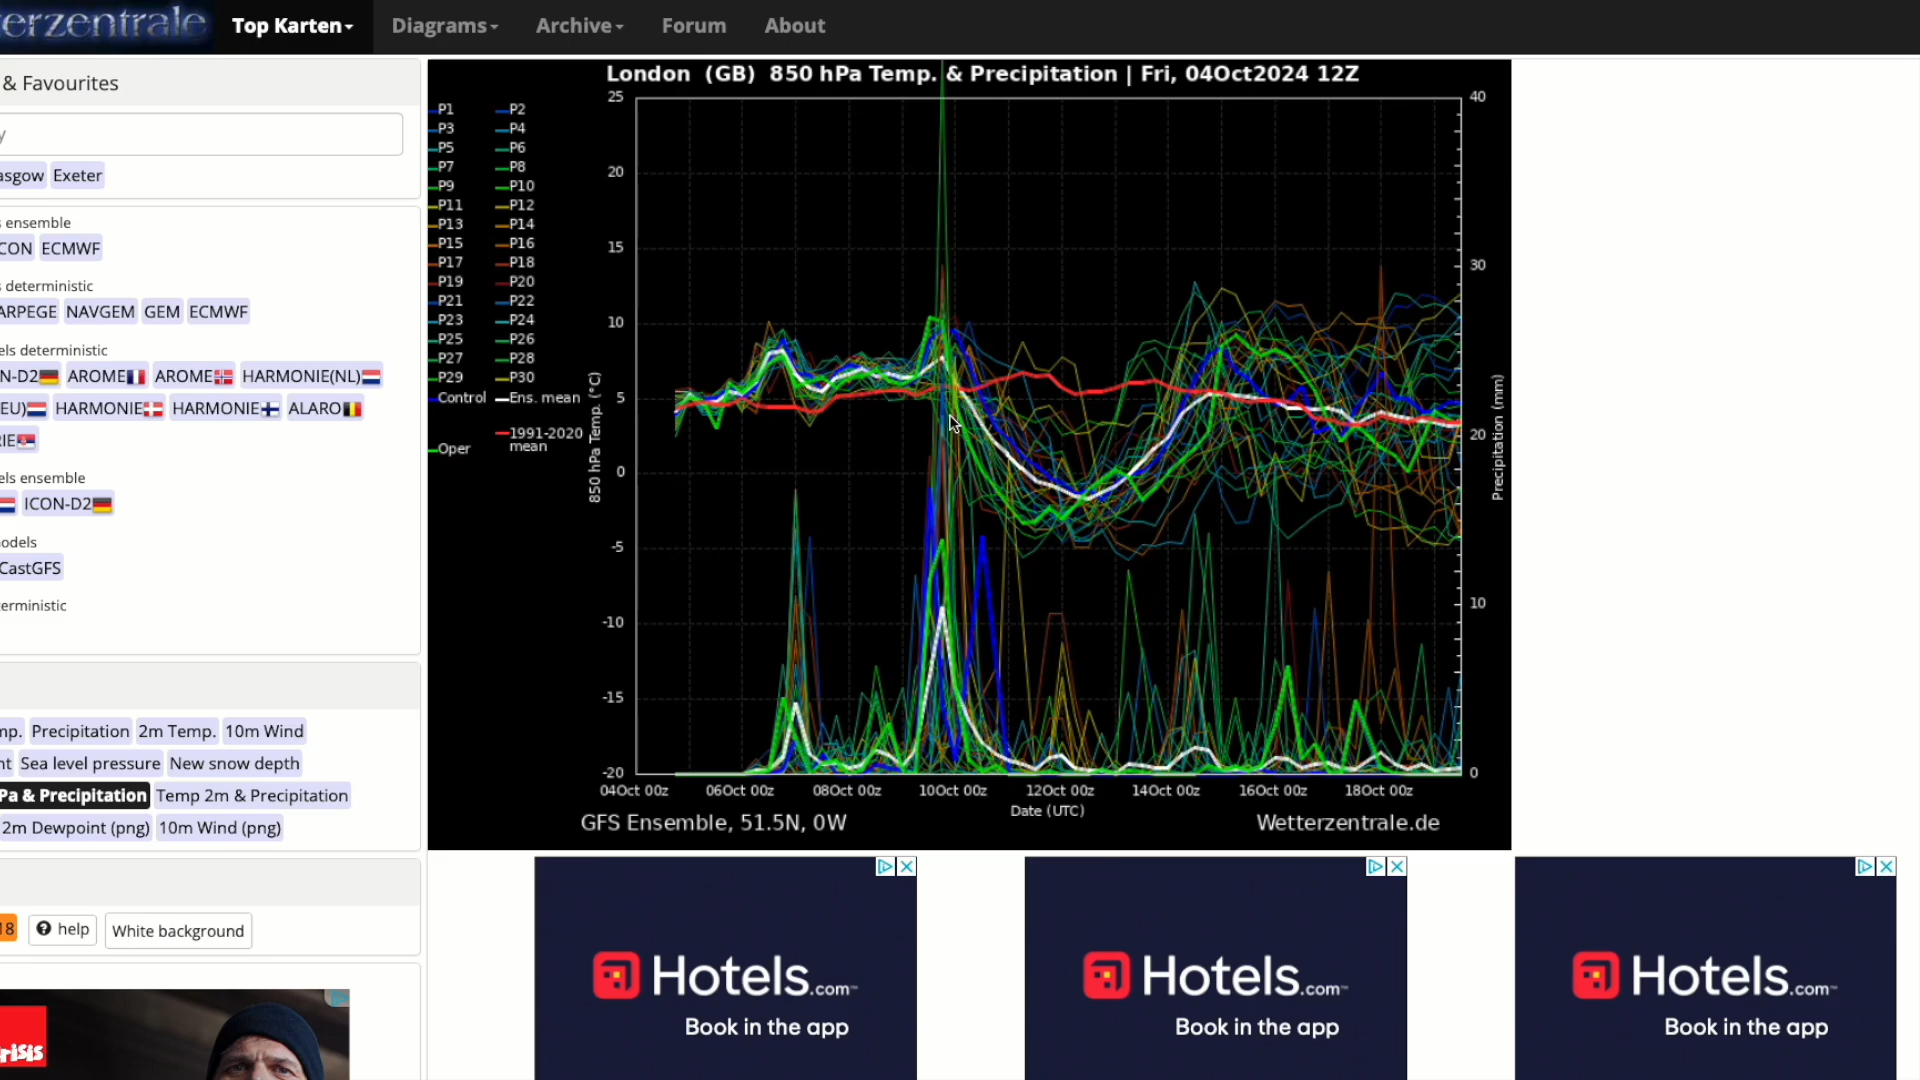 erzentrale
Top Karten
Diagrams
Archive
Forum
About
& Favourites
y
asgow Exeter
s ensemble
CON ECMWF
s deterministic
ARPEGE NAVGEM GEM ECMWF
els deterministic
N-D2 AROME AROME HARMONIE(NL)
EU) HARMONIE HARMONIE ALARO
RIE
els ensemble
ICON-D2
odels
CastGFS
erministic
mp. Precipitation 2m Temp. 10m Wind
nt Sea level pressure New snow depth
Pa & Precipitation Temp 2m & Precipitation
2m Dewpoint (png) 10m Wind (png)
18 help White background
risis
London (GB) 850 hPa Temp. & Precipitation | Fri, 04Oct2024 12Z
P1 P2
P3 P4
P5 P6
P7 P8
P9 P10
P11 P12
P13 P14
P15 P16
P17 P18
P19 P20
P21 P22
P23 P24
P25 P26
P27 P28
P29 P30
Control Ens. mean
1991-2020
Oper mean
850 hPa Temp. (°C)
25
20
15
10
5
0
-5
-10
-15
-20
40
30
20
10
0
Precipitation (mm)
04Oct 00z 06Oct 00z 08Oct 00z 10Oct 00z 12Oct 00z 14Oct 00z 16Oct 00z 18Oct 00z
Date (UTC)
GFS Ensemble, 51.5N, 0W
Wetterzentrale.de
Hotels.com
Book in the app
Hotels.com
Book in the app
Hotels.com
Book in the app